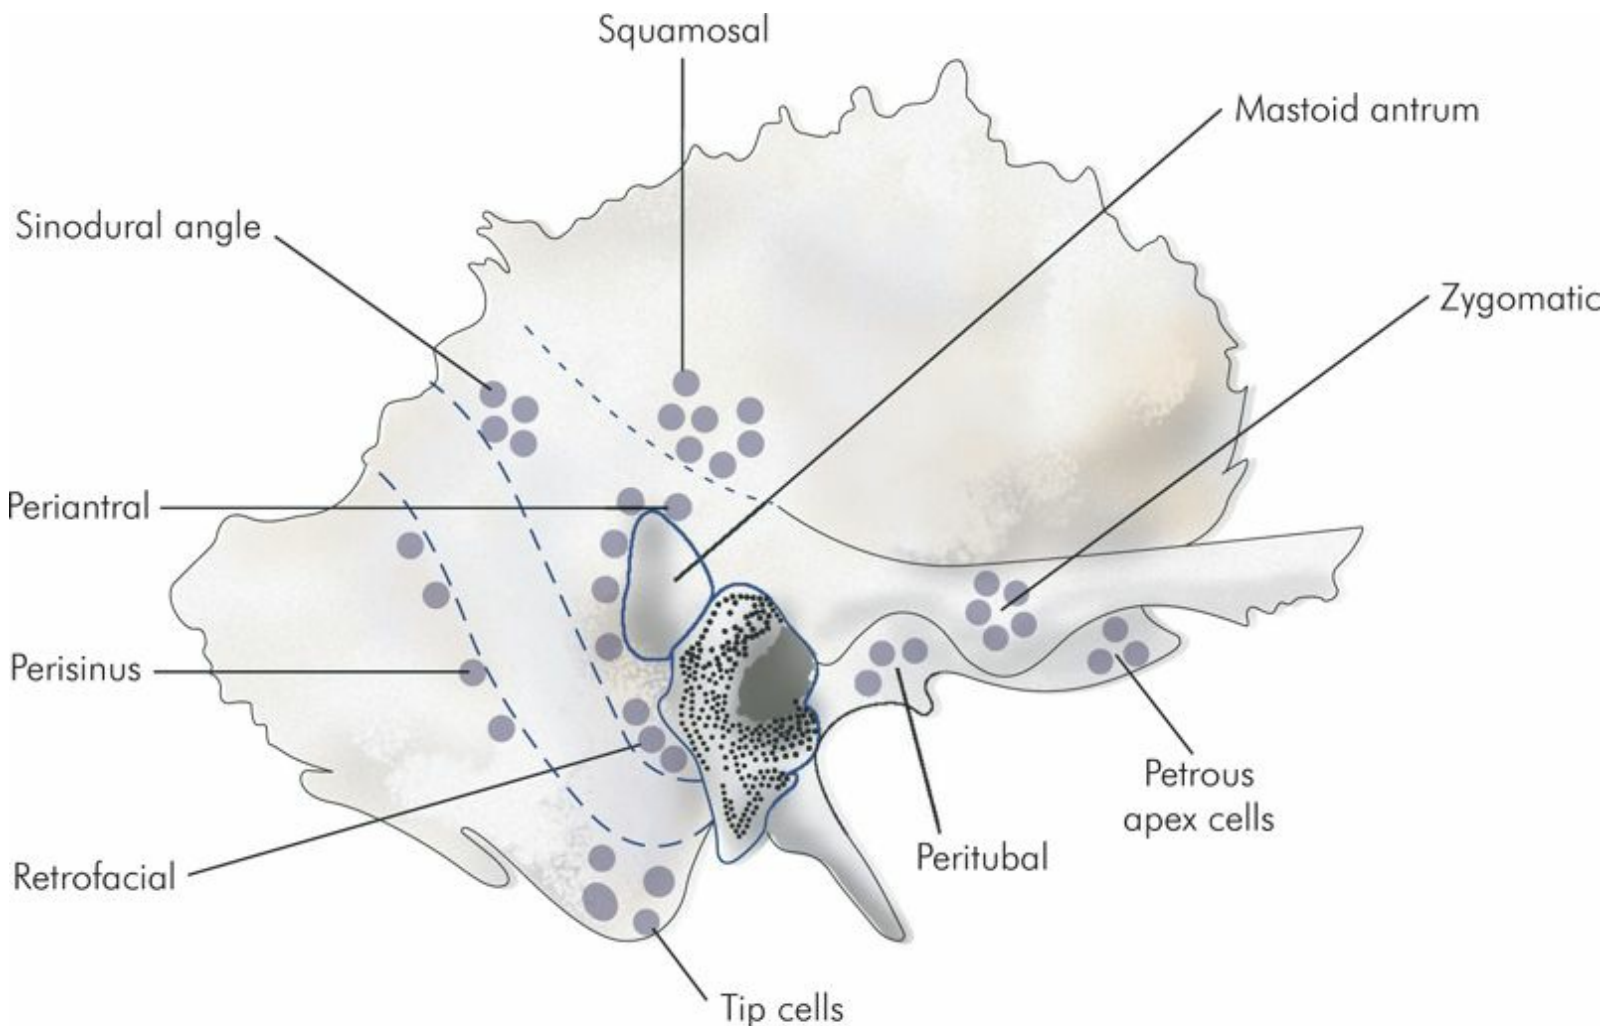 Squamosal
Mastoid antrum
Sinodural angle
Zygomatic
Periantral
Perisinus
Petrous
apex cells
Peritubal
Retrofacial
Tip cells